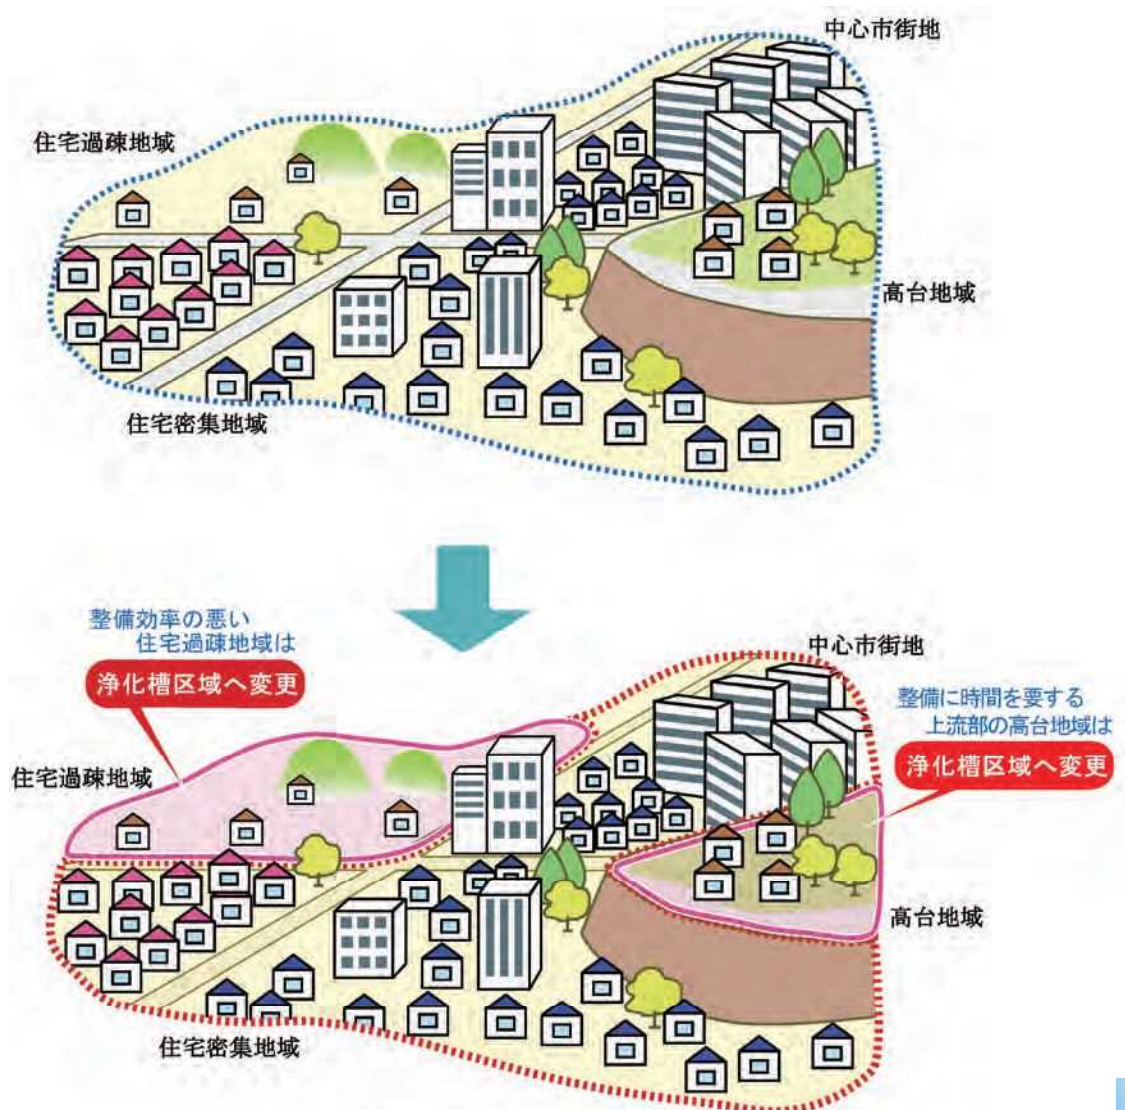 中心市街地
住宅過疎地域
高台地域
住宅密集地域
整備効率の悪い
住宅過疎地域は
浄化槽区域へ変更
中心市街地
整備に時間を要する
上流部の高台地域は
浄化槽区域へ変更
住宅過疎地域
高台地域
住宅密集地域